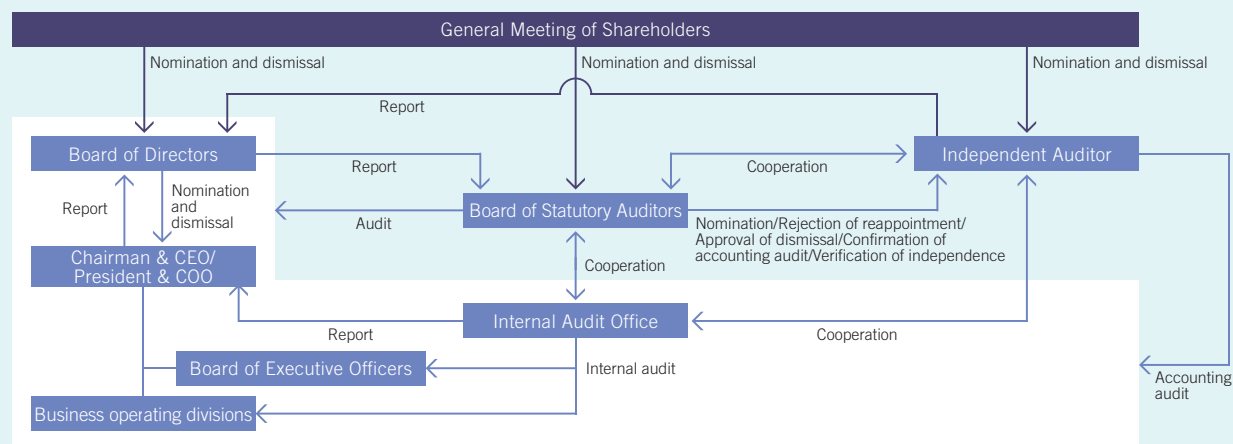 General Meeting of Shareholders
Nomination and dismissal
Nomination and dismissal
Nomination and dismissal
Report
Board of Directors
Independent Auditor
Report
Cooperation
Nomination
and
dismissal
Report
Board of Statutory Auditors
Audit
Nomination/Rejection of reappointment/
Approval of dismissal/Confirmation of
accounting audit/Verification of independence
Chairman & CEO/
President & COO
Cooperation
Internal Audit Office
Report
Cooperation
Board of Executive Officers
Internal audit
Accounting
audit
Business operating divisions